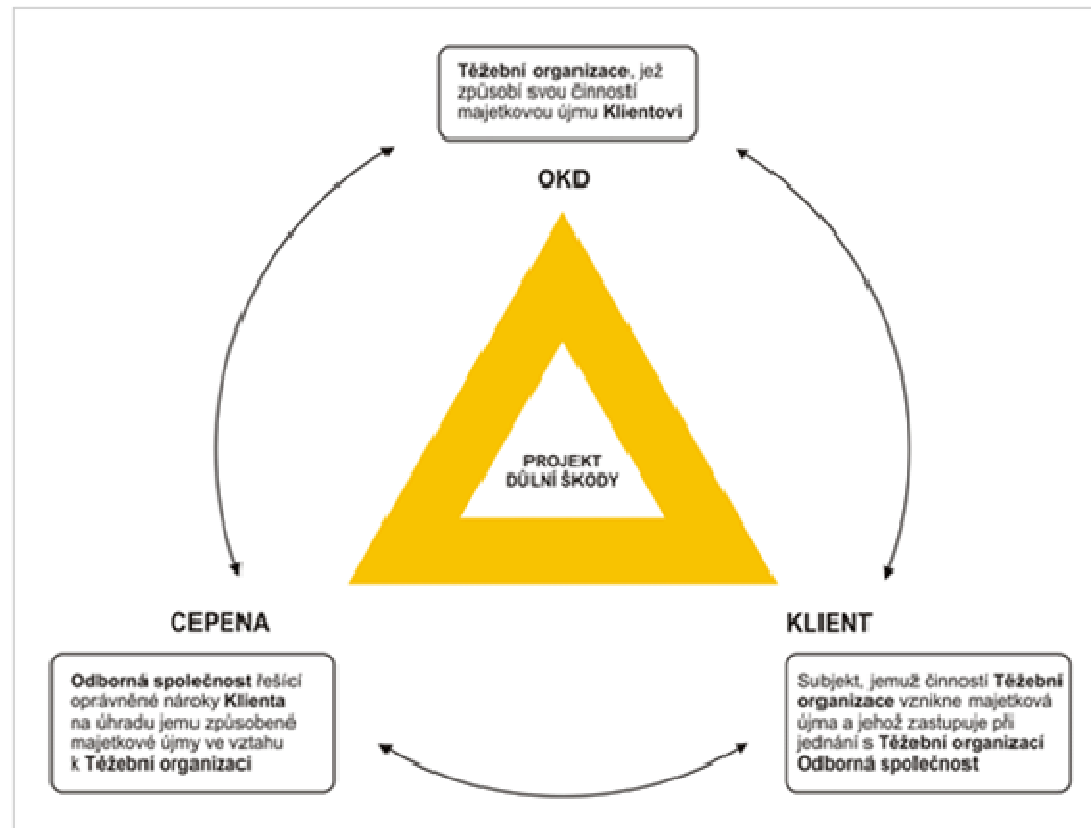 Těžební organizace, jež
způsobí svou činností
majetkovou újmu Klientovi
OKD
PROJEKT
DŮLNÍ ŠKODY
CEPENA
KLIENT
Odborná společnost řešící
oprávněné nároky Klienta
na úhradu jemu způsobené
majetkové újmy ve vztahu
k Těžební organizaci
Subjekt, jemuž činností Těžební
organizace vznikne majetková
újma a jehož zastupuje při
jednání s Těžební organizací
Odborná společnost